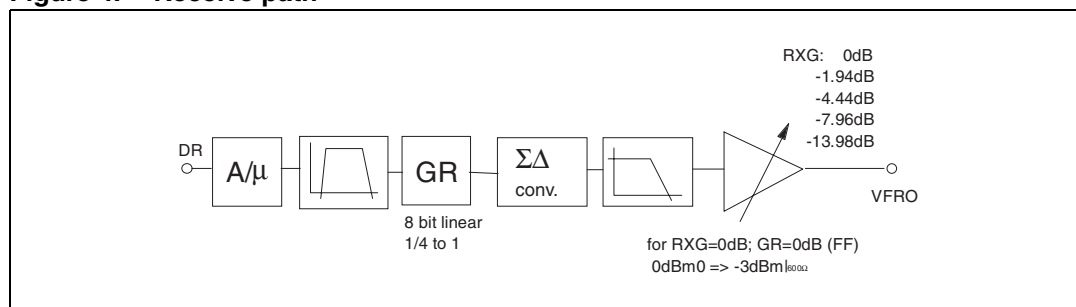 Figure 4. Receive path
RXG: 0dB
-1.94dB
-4.44dB
-7.96dB
-13.98dB
DR
A/μ
GR
ΣΔ
conv.
VFRO
8 bit linear
1/4 to 1
for RXG=0dB; GR=0dB (FF)
0dBm0 => -3dBm|600Ω